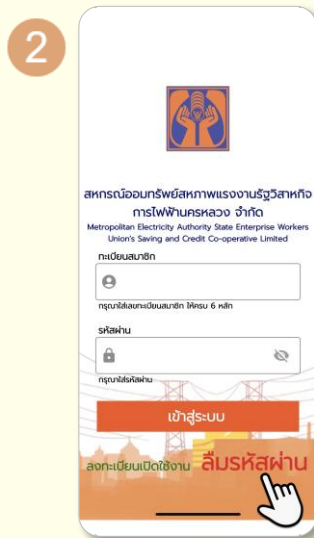 2
สหกรณ์ออมทรัพย์สหภาพแรงงานรัฐวิสาหกิจ
การไฟฟ้านครหลวง จำกัด
Metropolitan Electricity Authority State Enterprise Workers
Union's Saving and Credit Co-operative Limited
ทะเบียนสมาชิก
กรุณาใส่เลขทะเบียนสมาชิก ให้ครบ 6 หลัก
รหัสผ่าน
กรุณาใส่รหัสผ่าน
เข้าสู่ระบบ
ลงทะเบียนเปิดใช้งาน ลืมรหัสผ่าน